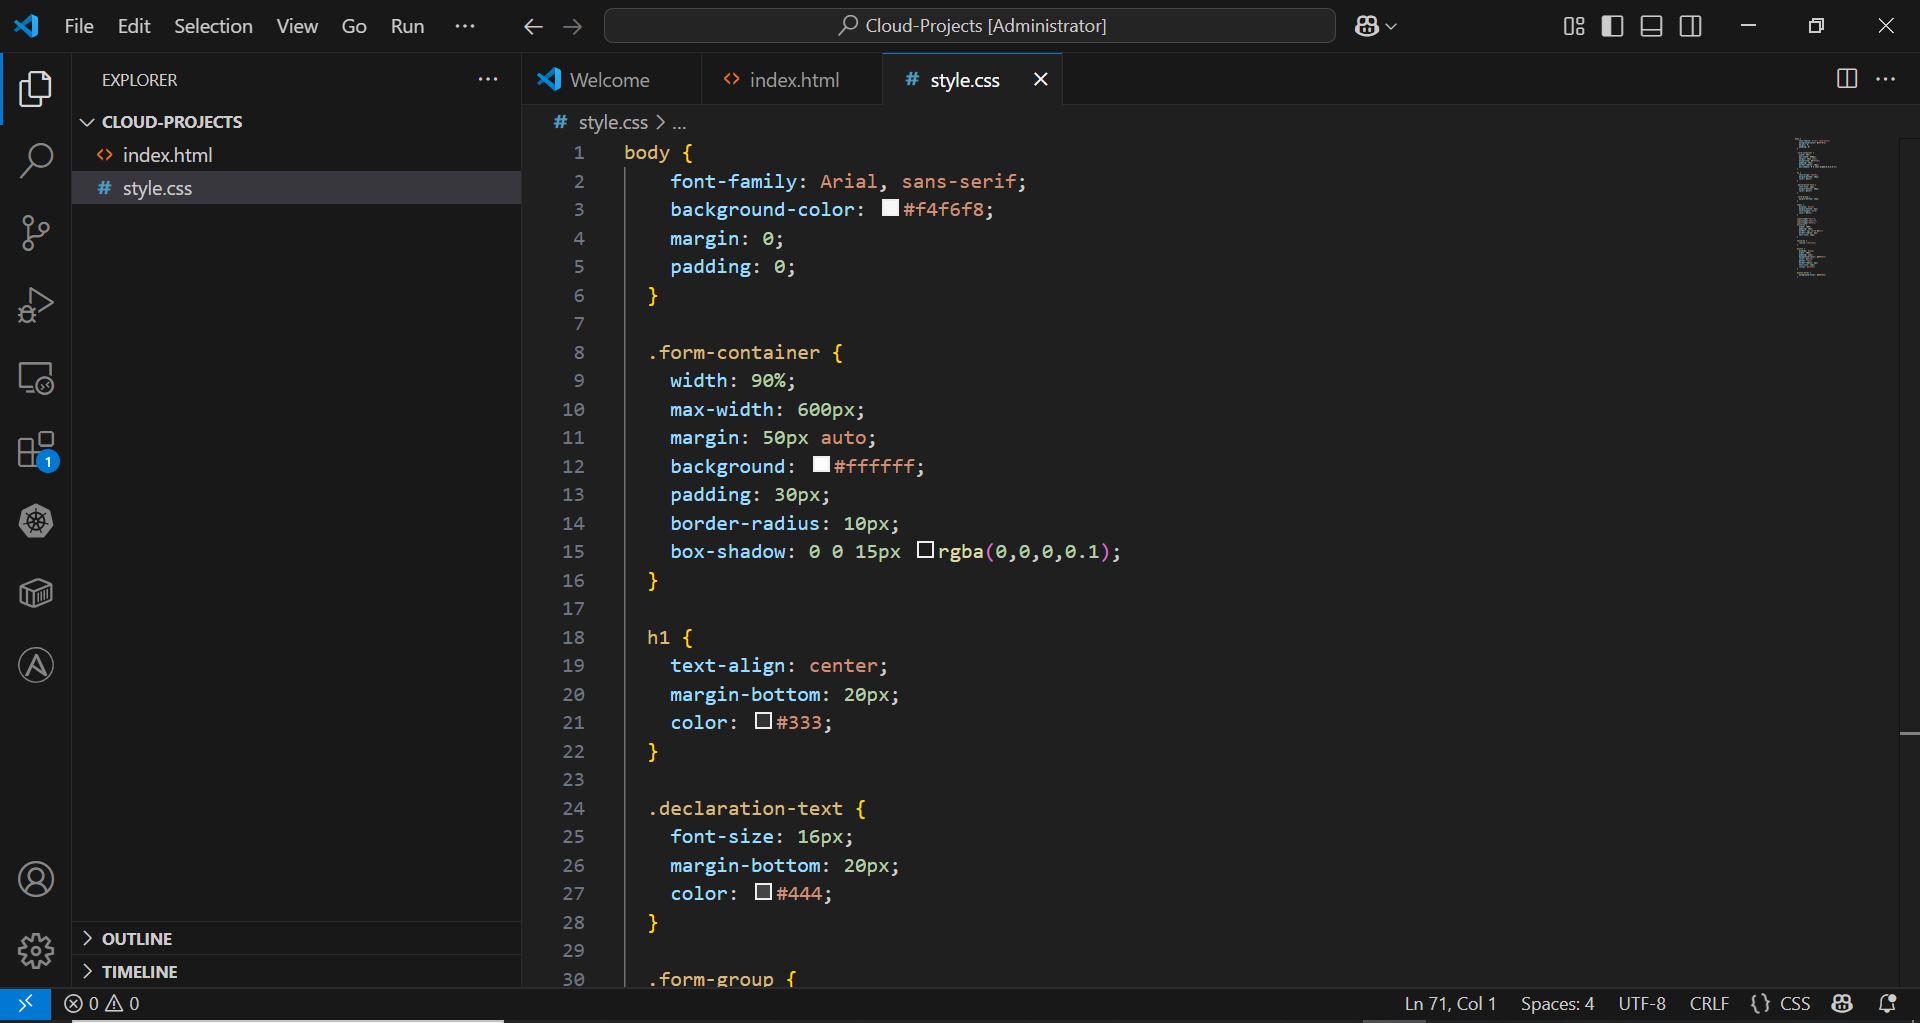 File Edit Selection View Go Run ...
Cloud-Projects [Administrator]
EXPLORER
CLOUD-PROJECTS
index.html
style.css
OUTLINE
TIMELINE
Welcome
index.html
style.css
style.css > ...
1 body {
2 font-family: Arial, sans-serif;
3 background-color: #f4f6f8;
4 margin: 0;
5 padding: 0;
6 }
7
8 .form-container {
9 width: 90%;
10 max-width: 600px;
11 margin: 50px auto;
12 background: #ffffff;
13 padding: 30px;
14 border-radius: 10px;
15 box-shadow: 0 0 15px rgba(0,0,0,0.1);
16 }
17
18 h1 {
19 text-align: center;
20 margin-bottom: 20px;
21 color: #333;
22 }
23
24 .declaration-text {
25 font-size: 16px;
26 margin-bottom: 20px;
27 color: #444;
28 }
29
30 .form-group {
1
0 0
Ln 71, Col 1 Spaces: 4 UTF-8 CRLF {} CSS